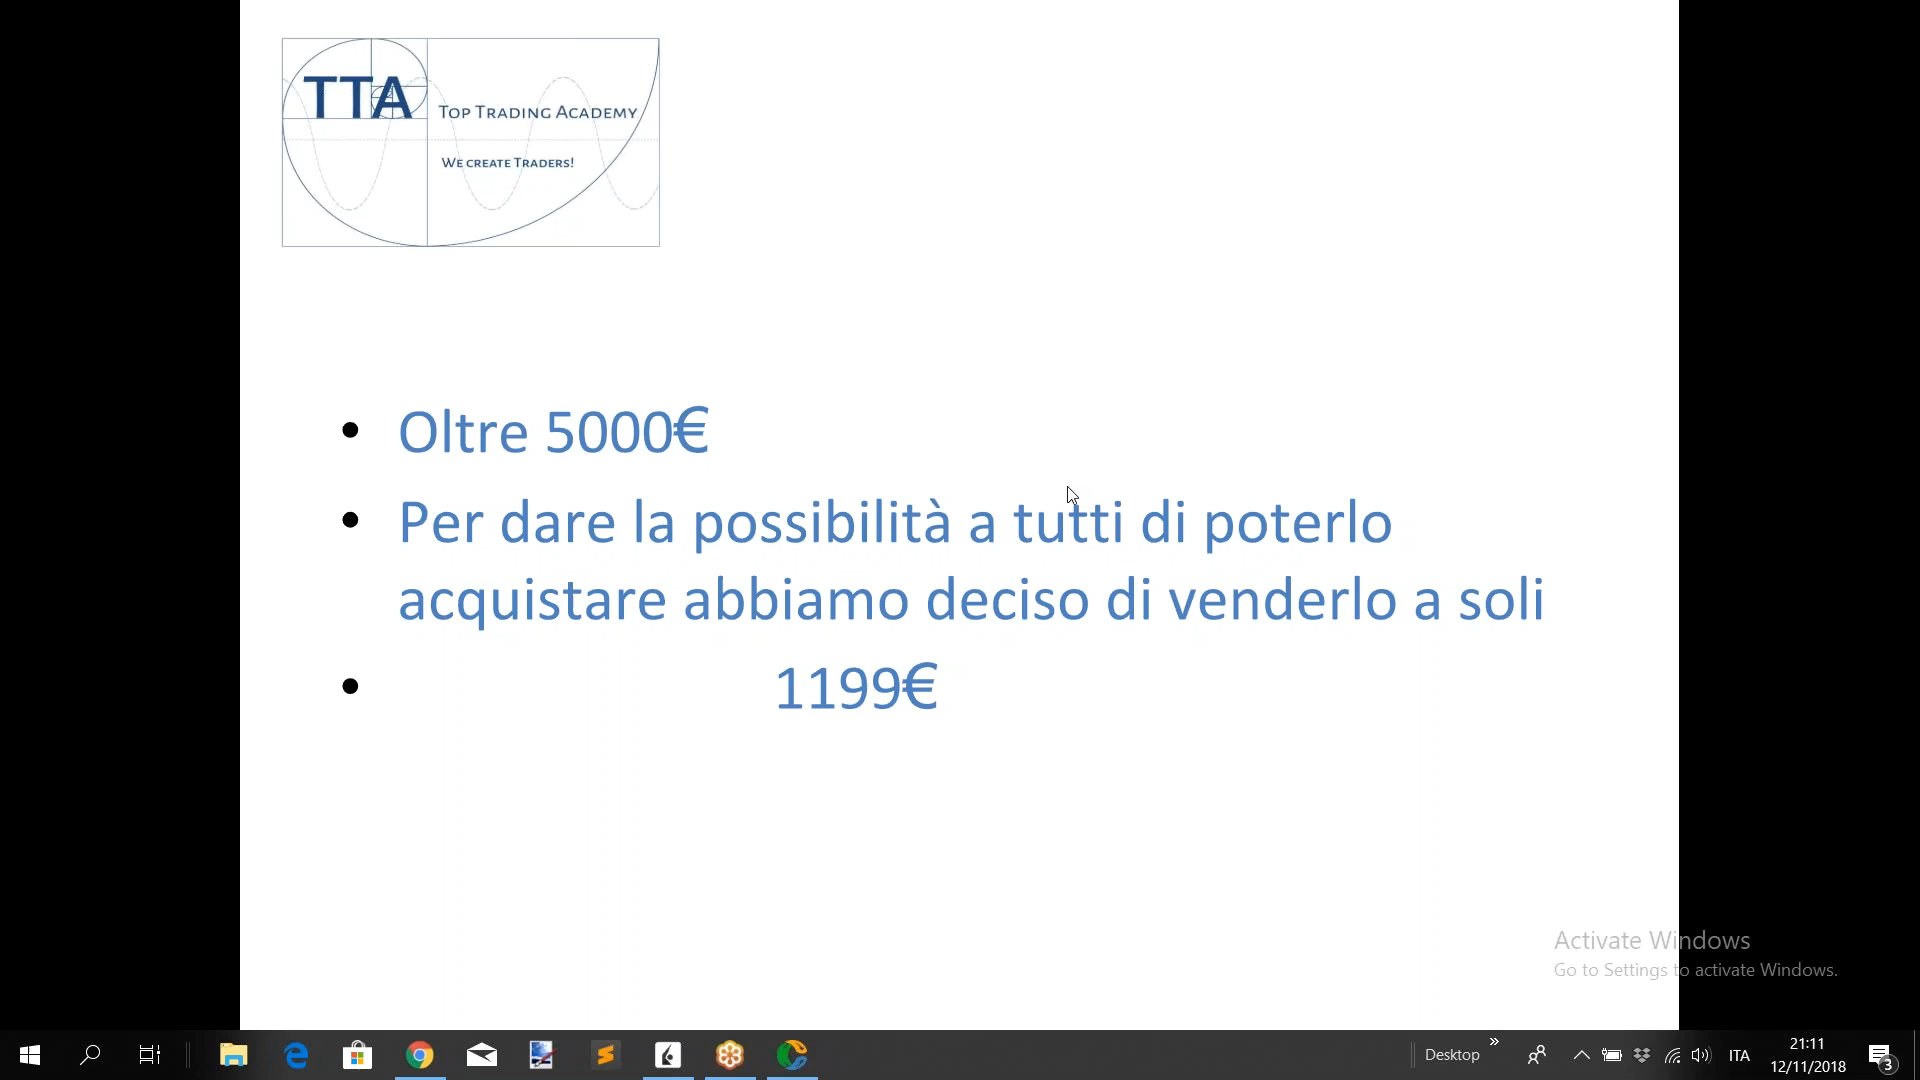 TTA
TOP TRADING ACADEMY
WE CREATE TRADERS!
• Oltre 5000€
• Per dare la possibilità a tutti di poterlo
acquistare abbiamo deciso di venderlo a soli
• 1199€
Activate Windows
Go to Settings to activate Windows.
Desktop
ITA
21:11
12/11/2018
3